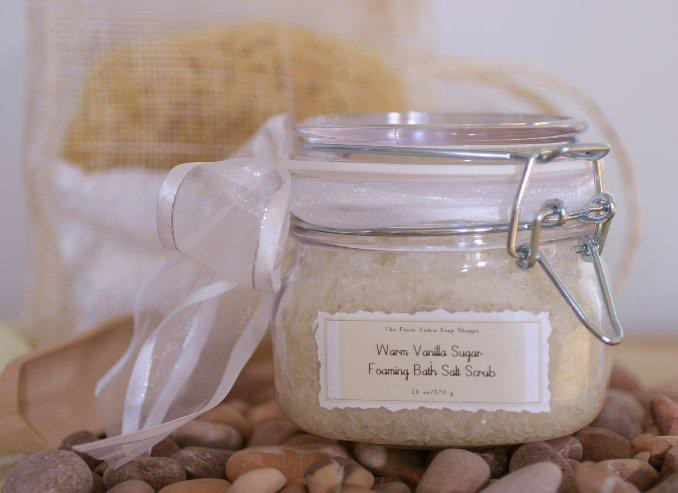 The Ponte Vedra Soap Shoppe
Warm Vanilla Sugar
Foaming Bath Salt Scrub
20 oz/570 g